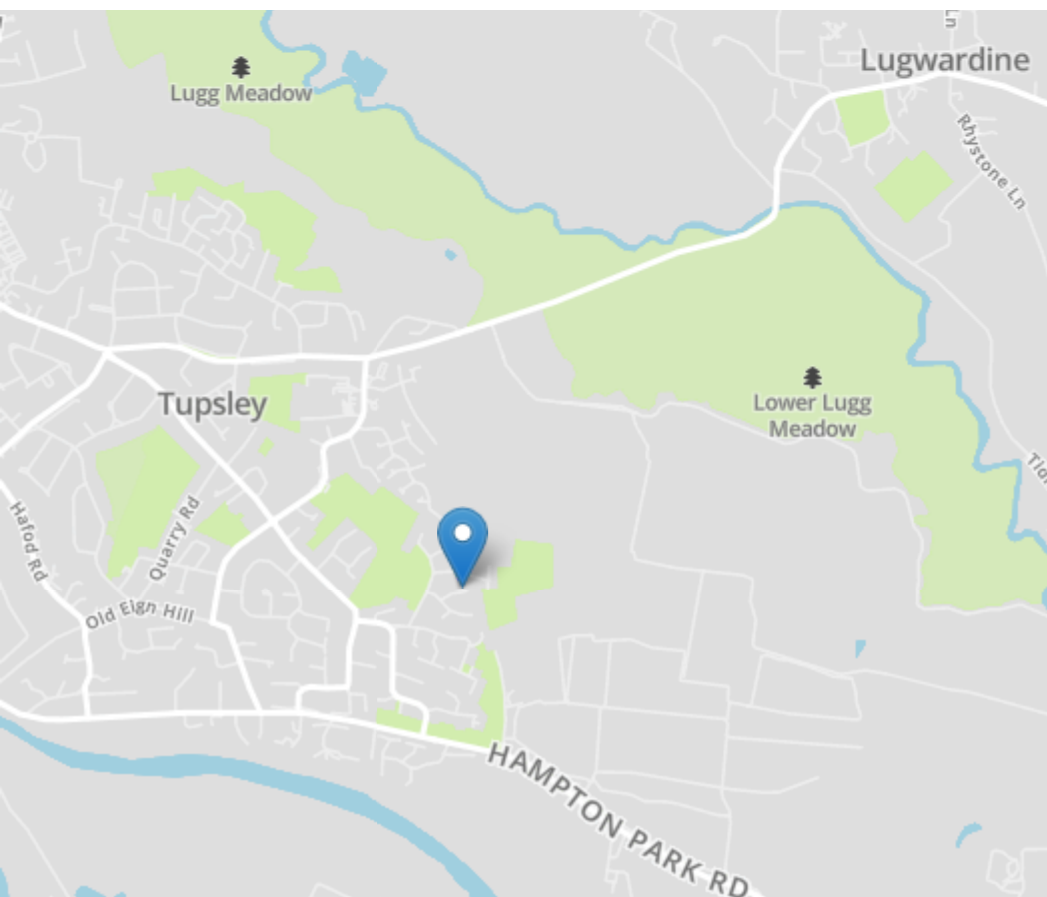 Ln
Lugwardine
Lugg Meadow
Rhystone Ln
Tupsley
Lower Lugg
Meadow
Hafod Rd
Quarry Rd
Old Eign Hill
HAMPTON PARK RD